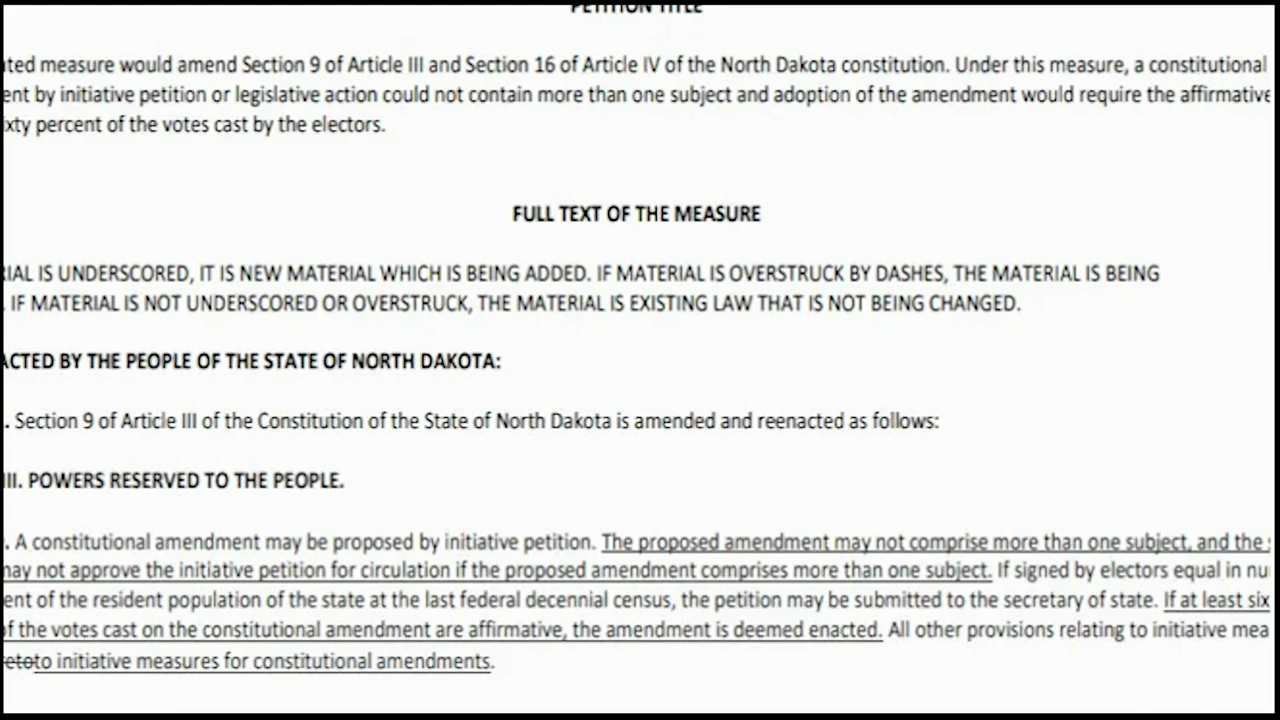 PETITION TITLE
ted measure would amend Section 9 of Article III and Section 16 of Article IV of the North Dakota constitution. Under this measure, a constitutional
ent by initiative petition or legislative action could not contain more than one subject and adoption of the amendment would require the affirmative
xty percent of the votes cast by the electors.
FULL TEXT OF THE MEASURE
RIAL IS UNDERSCORED, IT IS NEW MATERIAL WHICH IS BEING ADDED. IF MATERIAL IS OVERSTRUCK BY DASHES, THE MATERIAL IS BEING
. IF MATERIAL IS NOT UNDERSCORED OR OVERSTRUCK, THE MATERIAL IS EXISTING LAW THAT IS NOT BEING CHANGED.
ACTED BY THE PEOPLE OF THE STATE OF NORTH DAKOTA:
. Section 9 of Article III of the Constitution of the State of North Dakota is amended and reenacted as follows:
III. POWERS RESERVED TO THE PEOPLE.
. A constitutional amendment may be proposed by initiative petition. The proposed amendment may not comprise more than one subject, and the s
may not approve the initiative petition for circulation if the proposed amendment comprises more than one subject. If signed by electors equal in nu
ent of the resident population of the state at the last federal decennial census, the petition may be submitted to the secretary of state. If at least six
of the votes cast on the constitutional amendment are affirmative, the amendment is deemed enacted. All other provisions relating to initiative mea
retoto initiative measures for constitutional amendments.